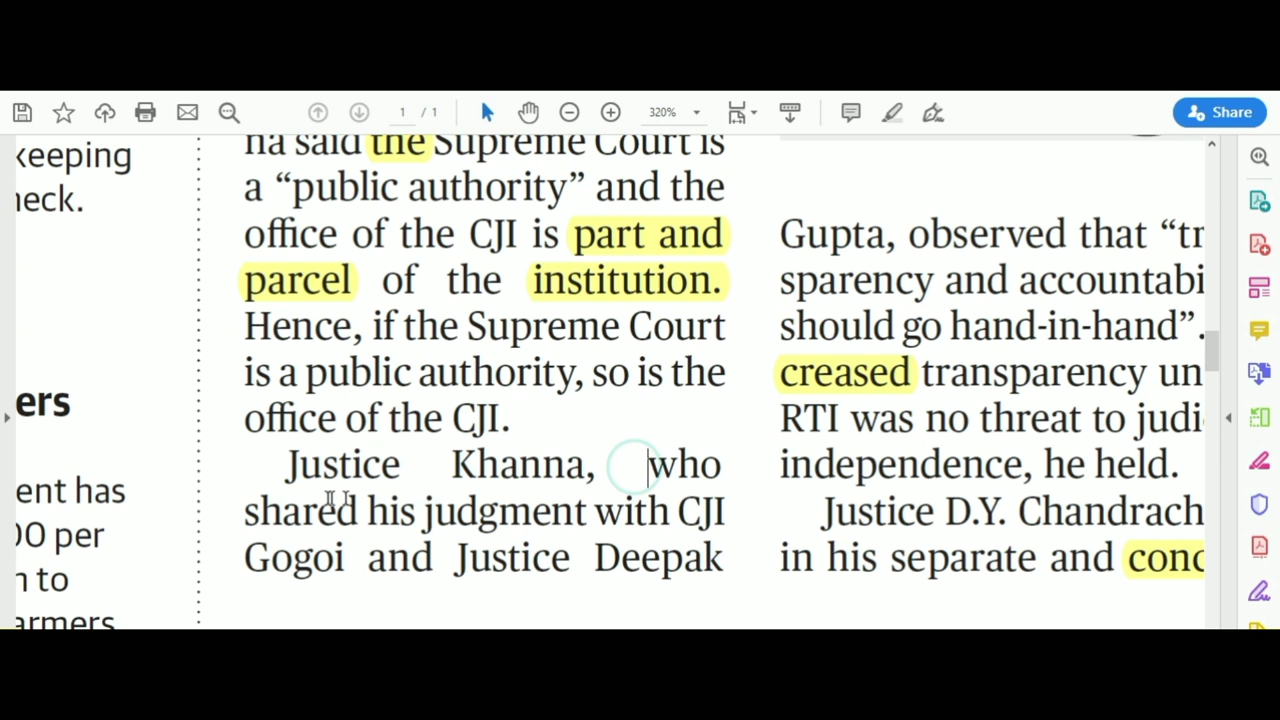 1 / 1
320%
Share
keeping
neck.
ers
ent has
00 per
n to
armers
na said the Supreme Court is
a “public authority” and the
office of the CJI is part and
parcel of the institution.
Hence, if the Supreme Court
is a public authority, so is the
office of the CJI.
Justice Khanna, who
shared his judgment with CJI
Gogoi and Justice Deepak
Gupta, observed that “tr
sparency and accountabi
should go hand-in-hand”.
creased transparency un
RTI was no threat to judi
independence, he held.
Justice D.Y. Chandrach
in his separate and conc